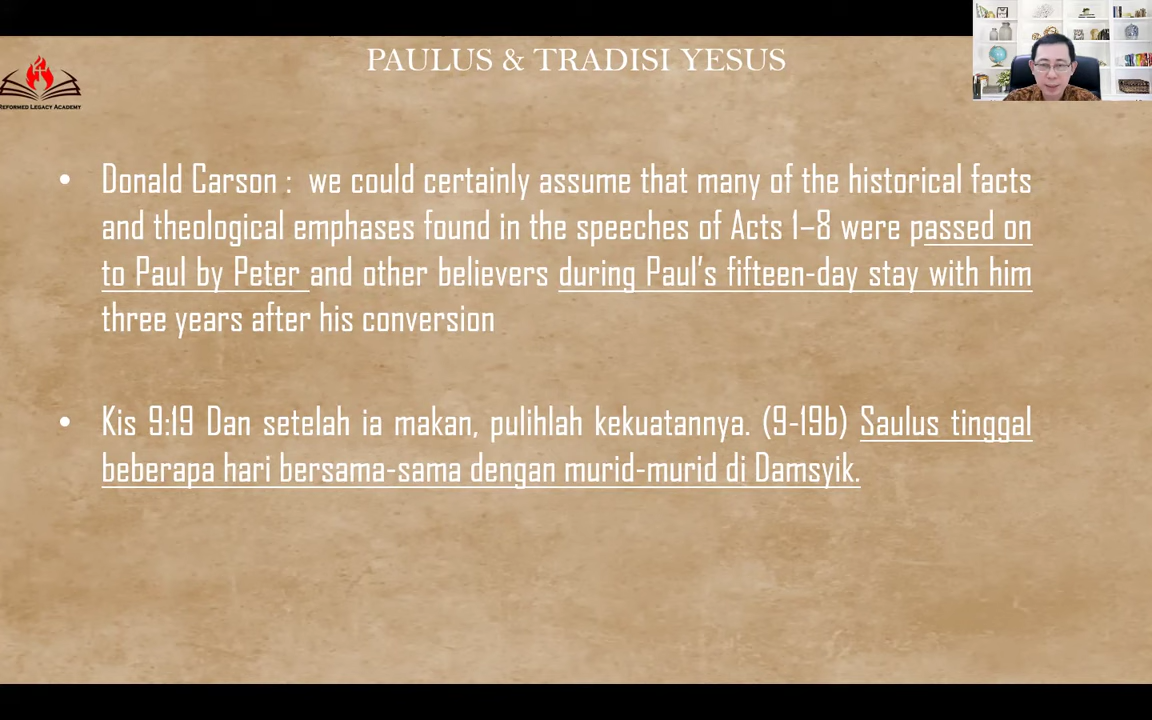 PAULUS & TRADISI YESUS
REFORMED LEGACY ACADEMY
• Donald Carson : we could certainly assume that many of the historical facts
and theological emphases found in the speeches of Acts 1–8 were passed on
to Paul by Peter and other believers during Paul's fifteen-day stay with him
three years after his conversion
• Kis 9:19 Dan setelah ia makan, pulihlah kekuatannya. (9-19b) Saulus tinggal
beberapa hari bersama-sama dengan murid-murid di Damsyik.